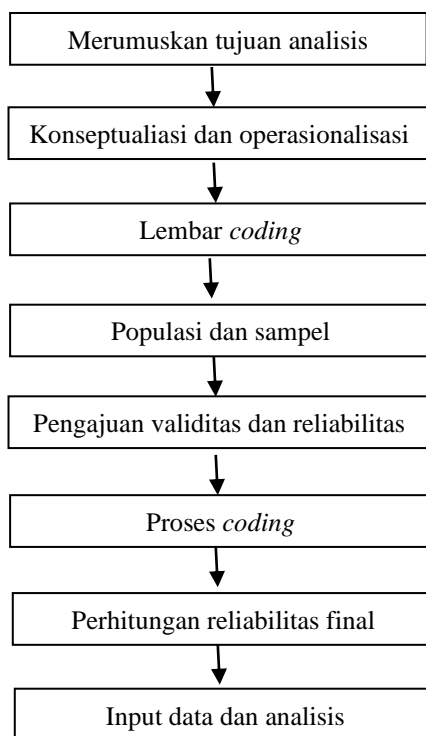 Merumuskan tujuan analisis
Konseptualiasi dan operasionalisasi
Lembar coding
Populasi dan sampel
Pengajuan validitas dan reliabilitas
Proses coding
Perhitungan reliabilitas final
Input data dan analisis